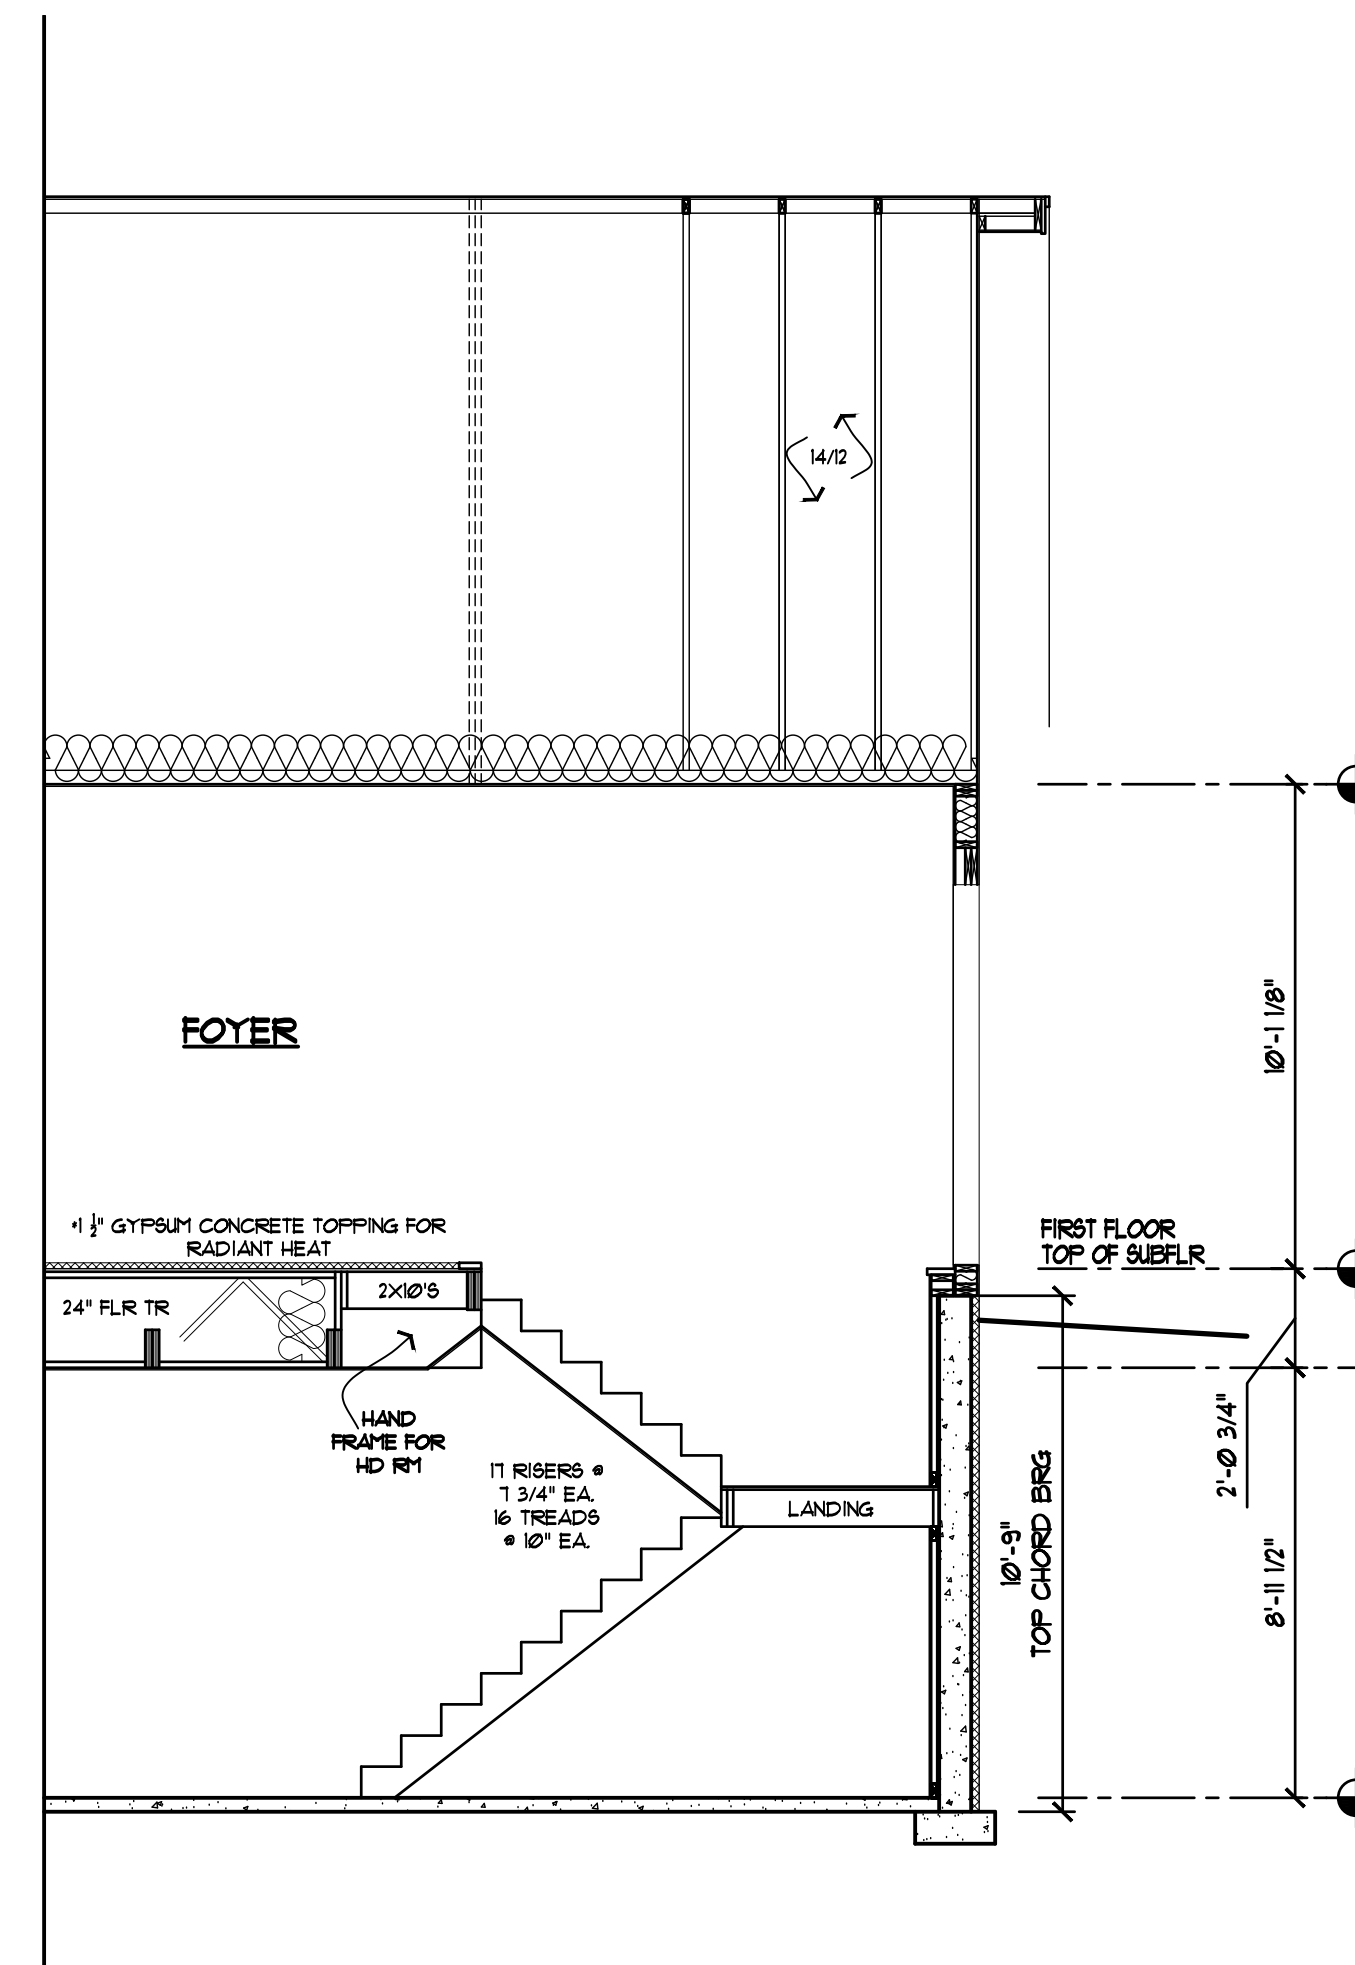 14/12
FOYER
10'-1 1/8"
*1 1/2" GYPSUM CONCRETE TOPPING FOR
RADIANT HEAT
FIRST FLOOR
TOP OF SUBFLR
2X10'S
24" FLR TR
HAND
FRAME FOR
HD RM
17 RISERS @
7 3/4" EA.
16 TREADS
@ 10" EA.
LANDING
10'-9"
TOP CHORD BRG
2'-0 3/4"
8'-11 1/2"